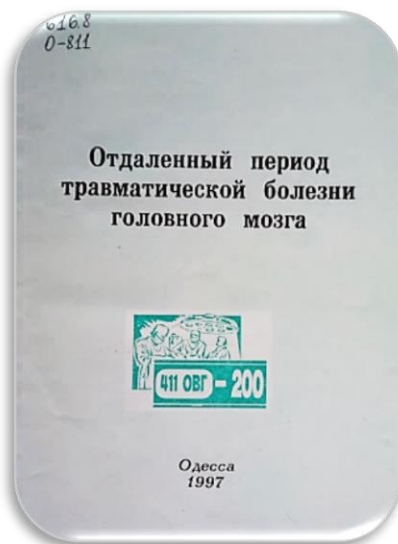 616.8
О-811
Отдаленный период
травматической болезни
головного мозга
411 ОВГ - 200
Одесса
1997